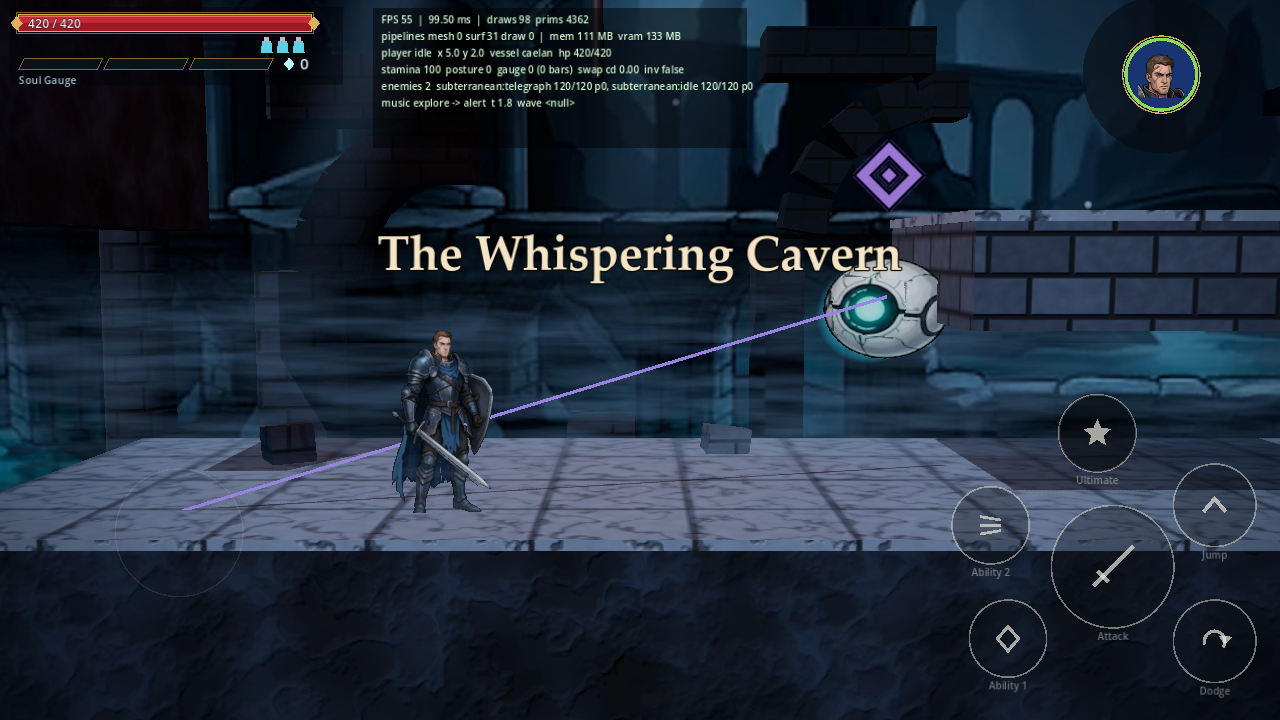 420 / 420
0
Soul Gauge
FPS 55 | 99.50 ms | draws 98 prims 4362
pipelines mesh 0 surf 31 draw 0 | mem 111 MB vram 133 MB
player idle x 5.0 y 2.0 vessel caelan hp 420/420
stamina 100 posture 0 gauge 0 (0 bars) swap cd 0.00 inv false
enemies 2 subterranean:telegraph 120/120 p0, subterranean:idle 120/120 p0
music explore -> alert t 1.8 wave <null>
The Whispering Cavern
Ultimate
Jump
Ability 2
Attack
Ability 1
Dodge